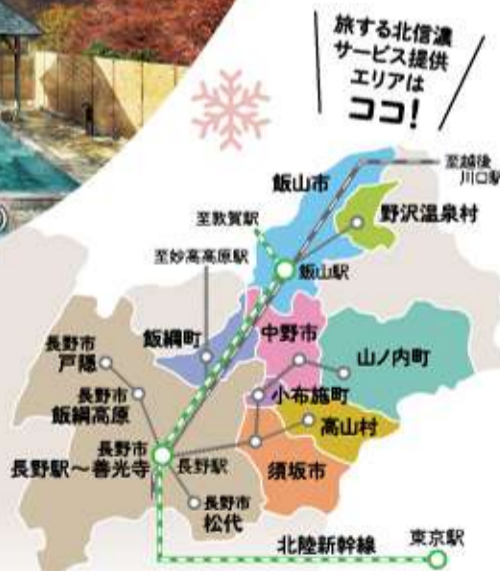 旅する北信濃
サービス提供
エリアは
ココ!
至越後
川口駅
飯山市
野沢温泉村
至敦賀駅
至妙高高原駅
飯山駅
飯綱町
中野市
山ノ内町
長野市
戸隠
長野市
飯綱高原
小布施町
高山村
長野市
長野駅~善光寺
長野駅
須坂市
長野市
松代
北陸新幹線
東京駅